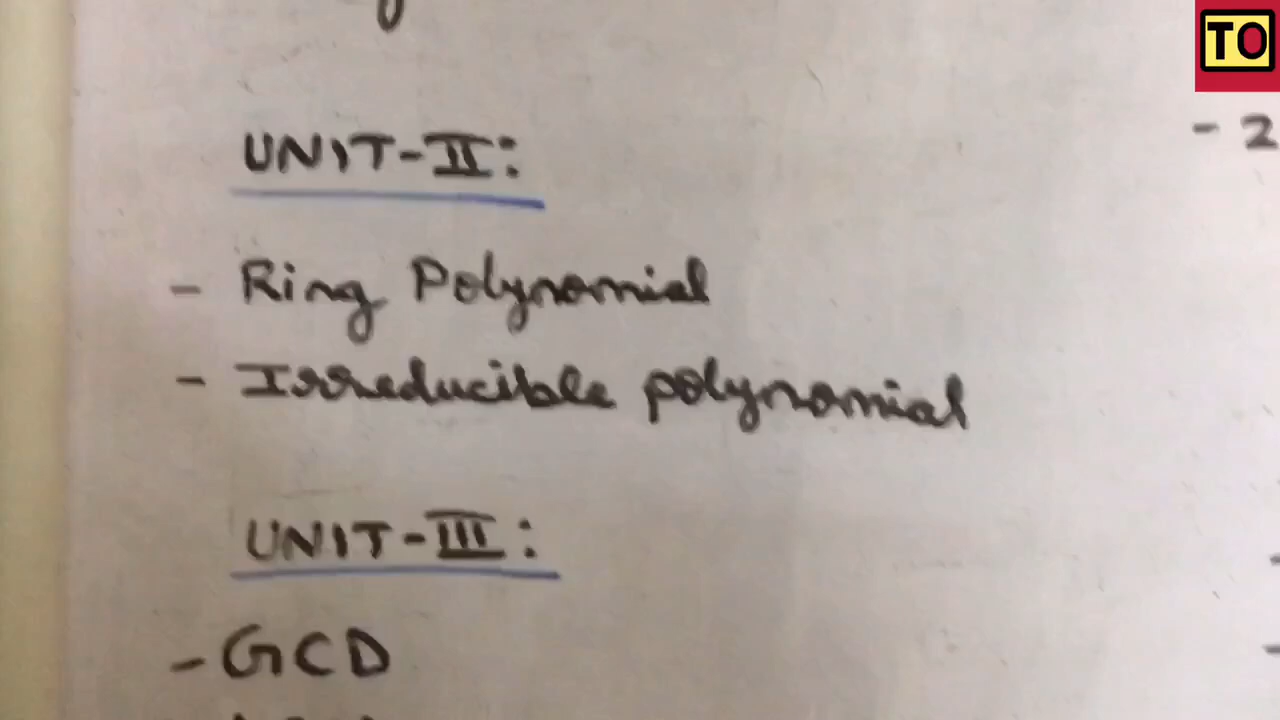 TO
UNIT-II:
- 2
- Ring Polynomial
- Irreducible polynomial
UNIT-III:
- GCD